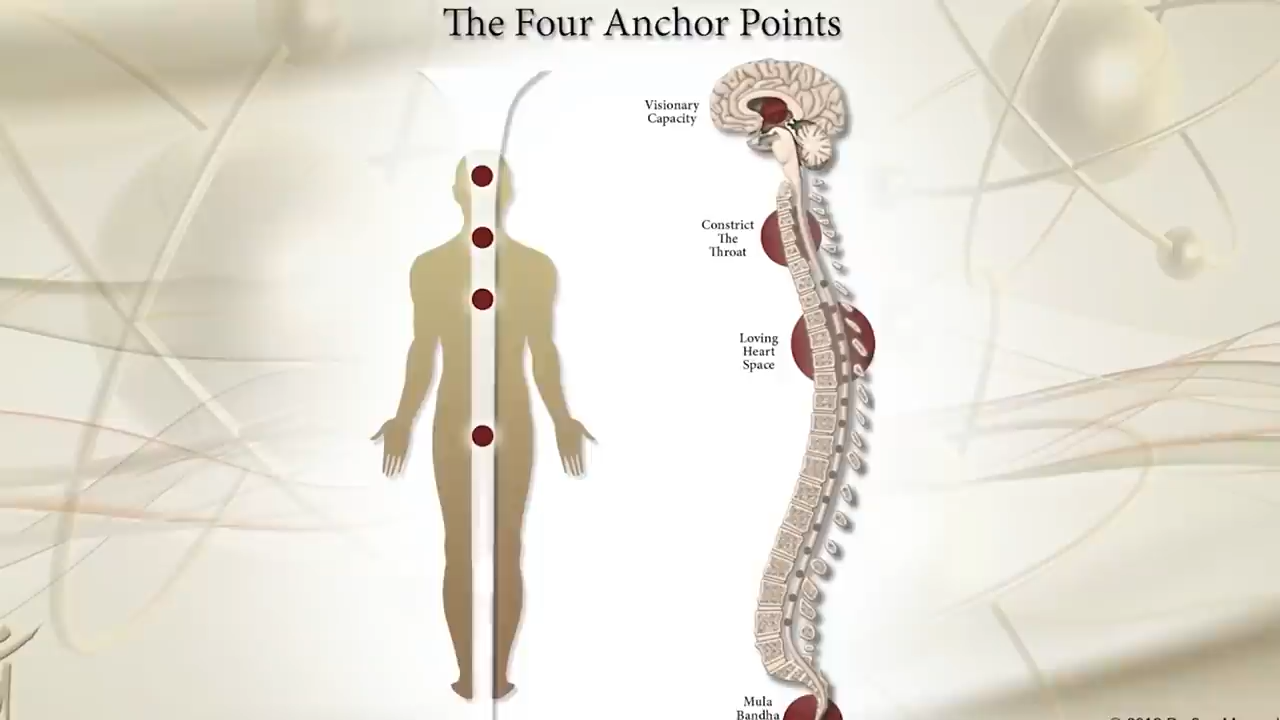 The Four Anchor Points
Visionary
Capacity
Constrict
The
Throat
Loving
Heart
Space
Mula
Bandha